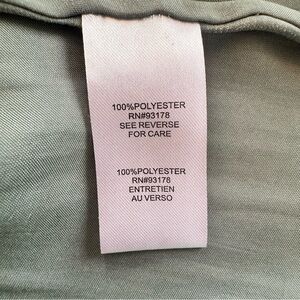 100%POLYESTER
RN#93178
SEE REVERSE
FOR CARE
100%POLYESTER
RN#93178
ENTRETIEN
AU VERSO